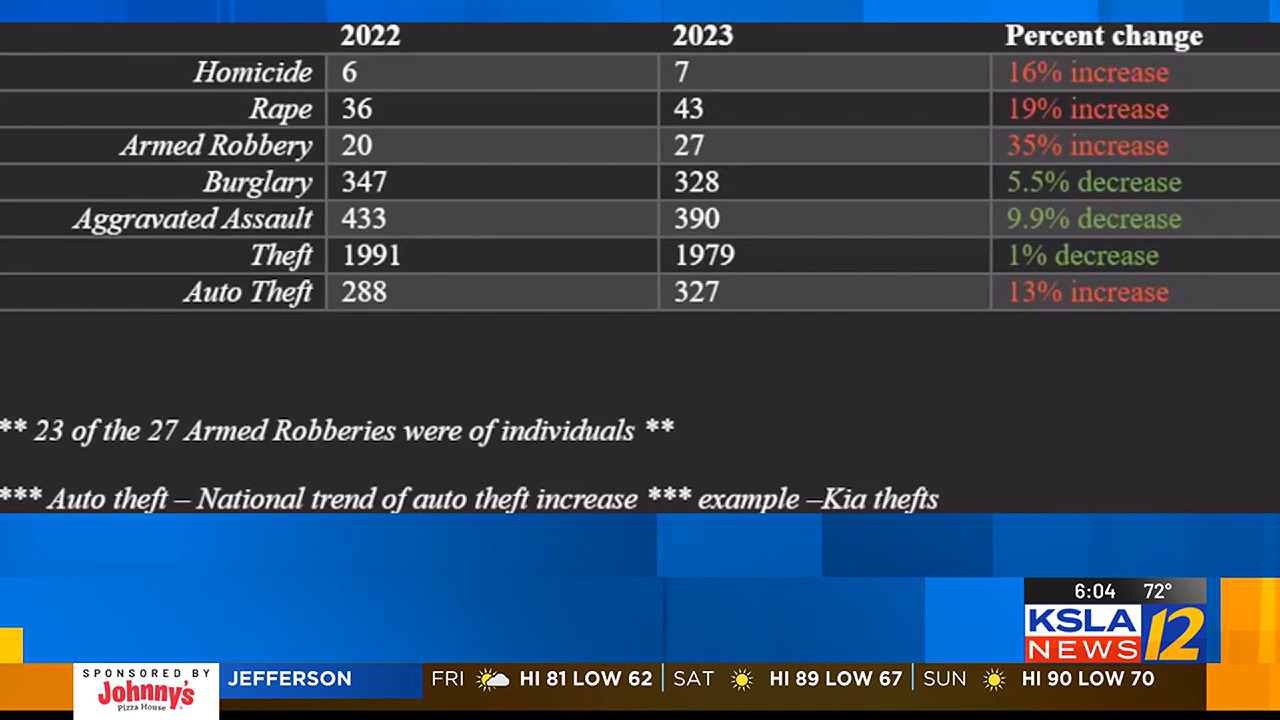 2022 2023 Percent change
Homicide 6 7 16% increase
Rape 36 43 19% increase
Armed Robbery 20 27 35% increase
Burglary 347 328 5.5% decrease
Aggravated Assault 433 390 9.9% decrease
Theft 1991 1979 1% decrease
Auto Theft 288 327 13% increase
** 23 of the 27 Armed Robberies were of individuals **
*** Auto theft – National trend of auto theft increase *** example –Kia thefts
6:04 72°
KSLA
NEWS 12
SPONSORED BY
Johnny's
Pizza House
JEFFERSON FRI HI 81 LOW 62 SAT HI 89 LOW 67 SUN HI 90 LOW 70